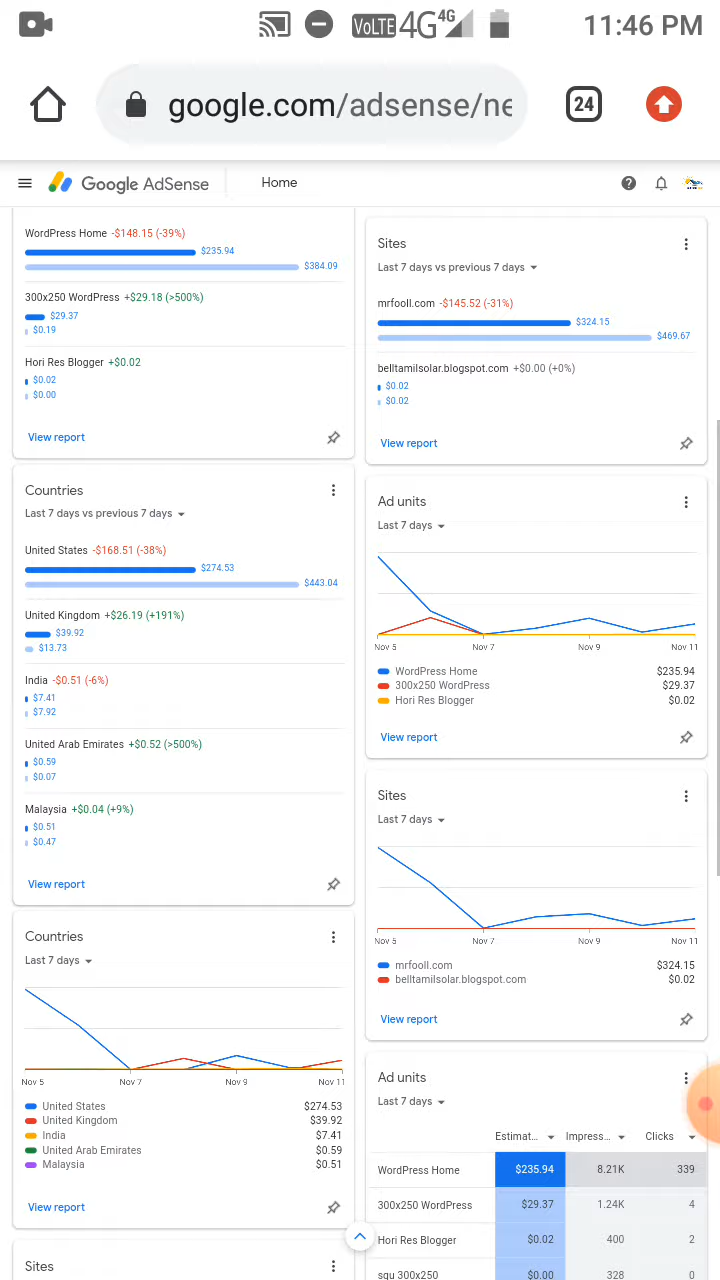 VoLTE 4G 4G 11:46 PM
google.com/adsense/ne
24
Google AdSense Home
WordPress Home -$148.15 (-39%)
$235.94
$384.09
300x250 WordPress +$29.18 (>500%)
$29.37
$0.19
Hori Res Blogger +$0.02
$0.02
$0.00
View report
Countries
Last 7 days vs previous 7 days
United States -$168.51 (-38%)
$274.53
$443.04
United Kingdom +$26.19 (+191%)
$39.92
$13.73
India -$0.51 (-6%)
$7.41
$7.92
United Arab Emirates +$0.52 (>500%)
$0.59
$0.07
Malaysia +$0.04 (+9%)
$0.51
$0.47
View report
Countries
Last 7 days
Nov 5 Nov 7 Nov 9 Nov 11
United States $274.53
United Kingdom $39.92
India $7.41
United Arab Emirates $0.59
Malaysia $0.51
View report
Sites
Sites
Last 7 days vs previous 7 days
mrfooll.com -$145.52 (-31%)
$324.15
$469.67
belltamilsolar.blogspot.com +$0.00 (+0%)
$0.02
$0.02
View report
Ad units
Last 7 days
Nov 5 Nov 7 Nov 9 Nov 11
WordPress Home $235.94
300x250 WordPress $29.37
Hori Res Blogger $0.02
View report
Sites
Last 7 days
Nov 5 Nov 7 Nov 9 Nov 11
mrfooll.com $324.15
belltamilsolar.blogspot.com $0.02
View report
Ad units
Last 7 days
Estimat... Impress... Clicks
WordPress Home $235.94 8.21K 339
300x250 WordPress $29.37 1.24K 4
Hori Res Blogger $0.02 400 2
squ 300x250 $0.00 328 0